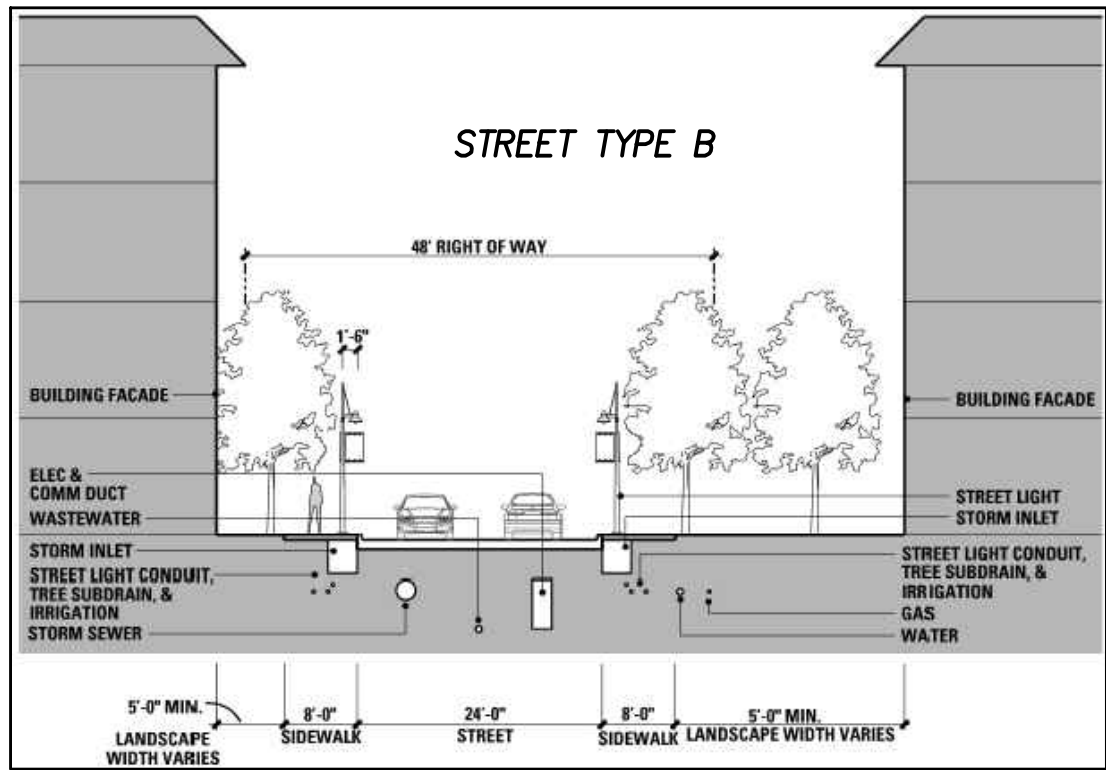 STREET TYPE B
48' RIGHT OF WAY
1'-6"
BUILDING FACADE
BUILDING FACADE
ELEC &
COMM DUCT
WASTEWATER
STORM INLET
STREET LIGHT CONDUIT,
TREE SUBDRAIN, &
IRRIGATION
STORM SEWER
STREET LIGHT
STORM INLET
STREET LIGHT CONDUIT,
TREE SUBDRAIN, &
IRRIGATION
GAS
WATER
5'-0" MIN.
LANDSCAPE
WIDTH VARIES
8'-0"
SIDEWALK
24'-0"
STREET
8'-0"
SIDEWALK
5'-0" MIN.
LANDSCAPE WIDTH VARIES